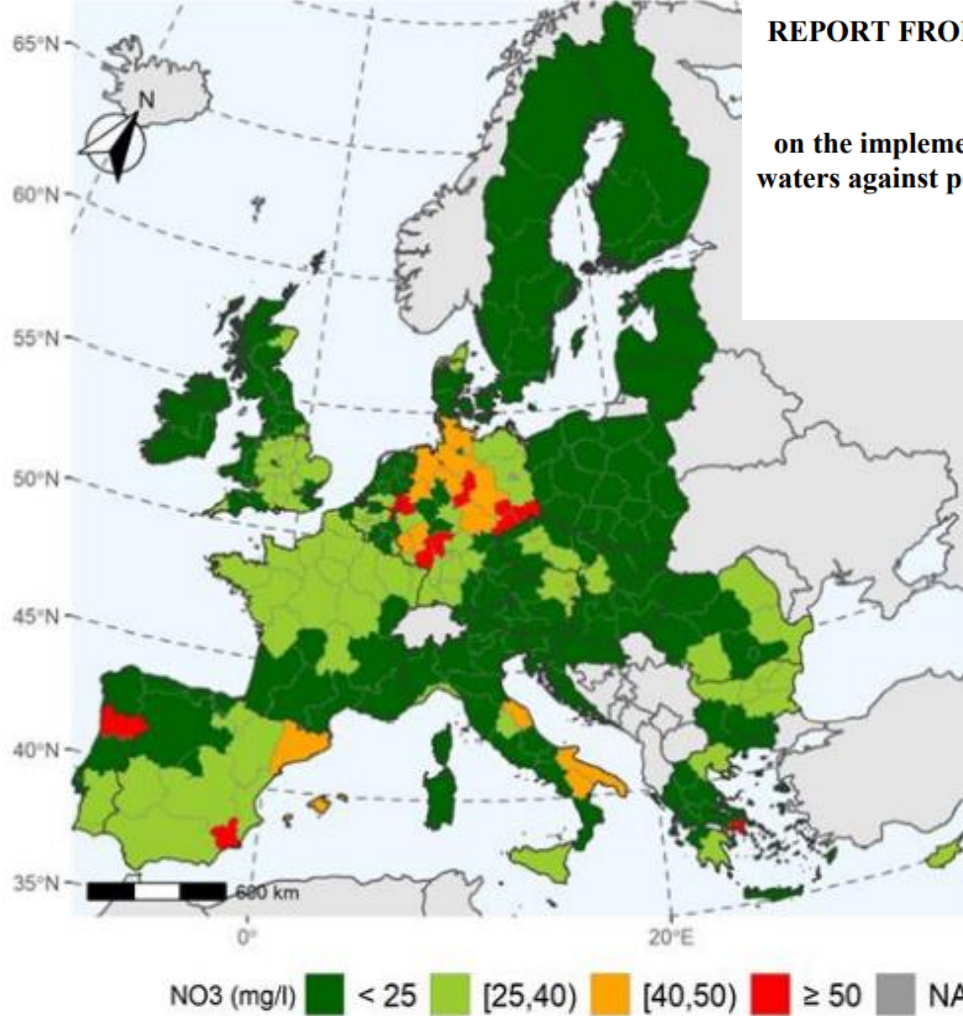 REPORT FROM
on the impleme
waters against p
65°N
N
60°N
55°N
50°N
45°N
40°N
35°N
600 km
0°
20°E
NO3 (mg/l) < 25 [25,40) [40,50) ≥ 50 NA